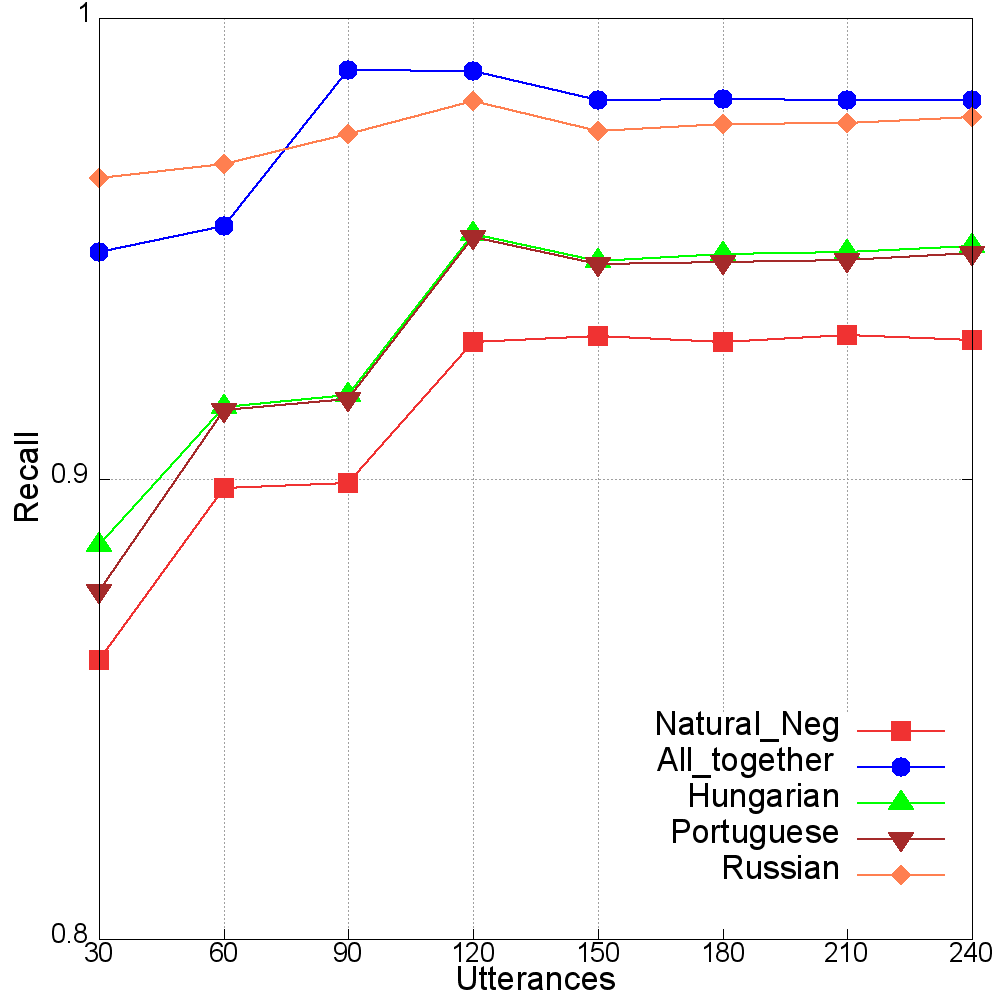 1
0.9
0.8
Recall
Natural_Neg
All_together
Hungarian
Portuguese
Russian
30 60 90 120 150 180 210 240
Utterances